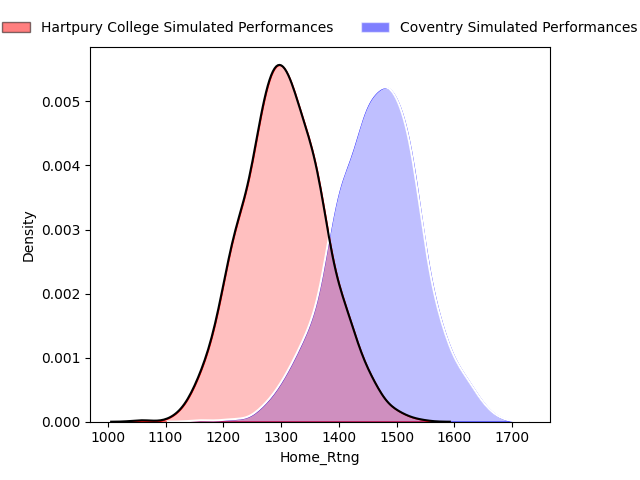 Hartpury College Simulated Performances Coventry Simulated Performances
0.005
0.004
0.003
0.002
0.001
0.000
Density
1000 1100 1200 1300 1400 1500 1600 1700
Home_Rtng